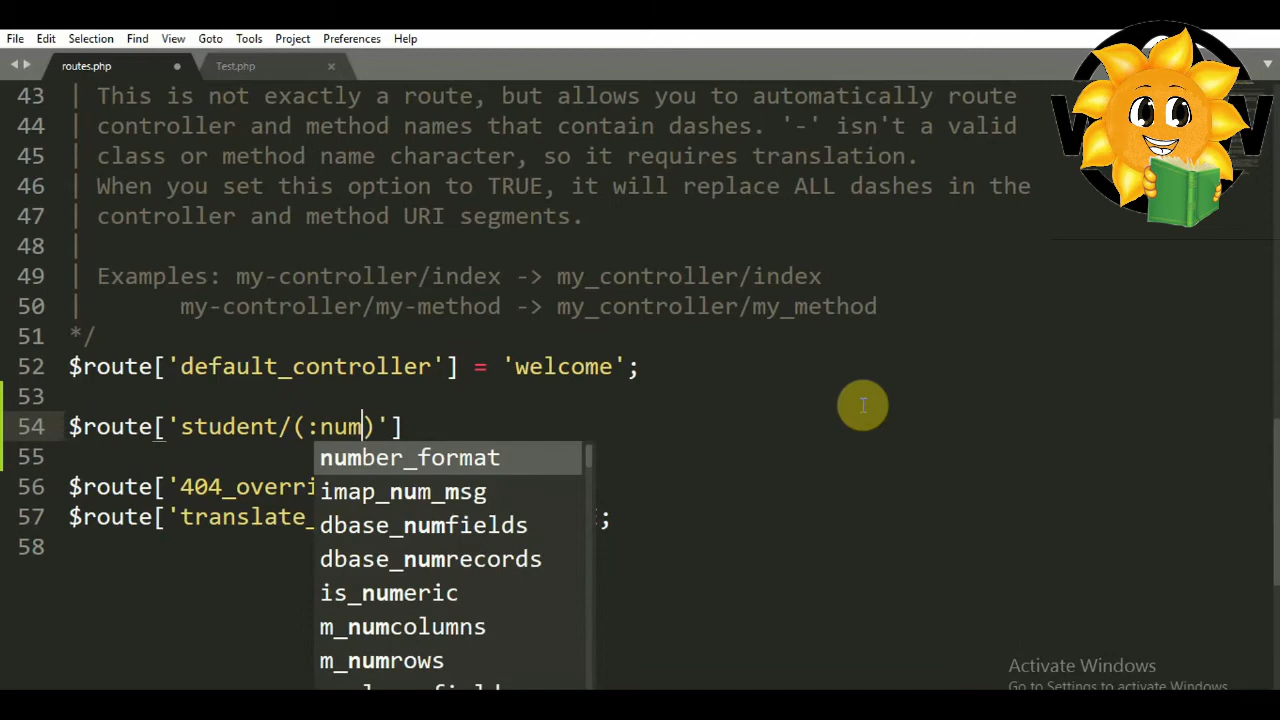 File Edit Selection Find View Goto Tools Project Preferences Help
routes.php Test.php
43 | This is not exactly a route, but allows you to automatically route
44 | controller and method names that contain dashes. '-' isn't a valid
45 | class or method name character, so it requires translation.
46 | When you set this option to TRUE, it will replace ALL dashes in the
47 | controller and method URI segments.
48 |
49 | Examples: my-controller/index -> my_controller/index
50 | my-controller/my-method -> my_controller/my_method
51 */
52 $route['default_controller'] = 'welcome';
53
54 $route['student/(:num)']
number_format
55
imap_num_msg
56 $route['404_overri
57 $route['translate_ ;
dbase_numfields
58
dbase_numrecords
is_numeric
m_numcolumns
m_numrows
Activate Windows
Go to Settings to activate Windows.